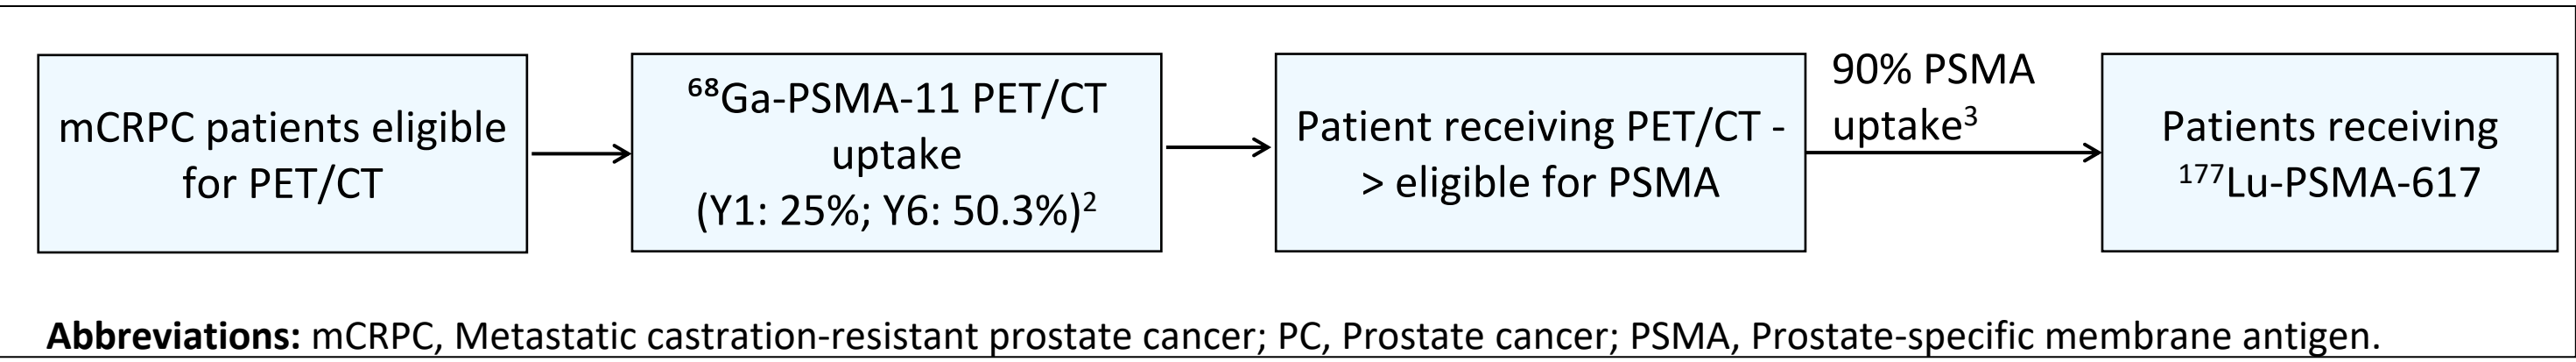 mCRPC patients eligible
for PET/CT
⁶⁸Ga-PSMA-11 PET/CT
uptake
(Y1: 25%; Y6: 50.3%)²
Patient receiving PET/CT -
> eligible for PSMA
90% PSMA
uptake³
Patients receiving
¹⁷⁷Lu-PSMA-617
Abbreviations: mCRPC, Metastatic castration-resistant prostate cancer; PC, Prostate cancer; PSMA, Prostate-specific membrane antigen.